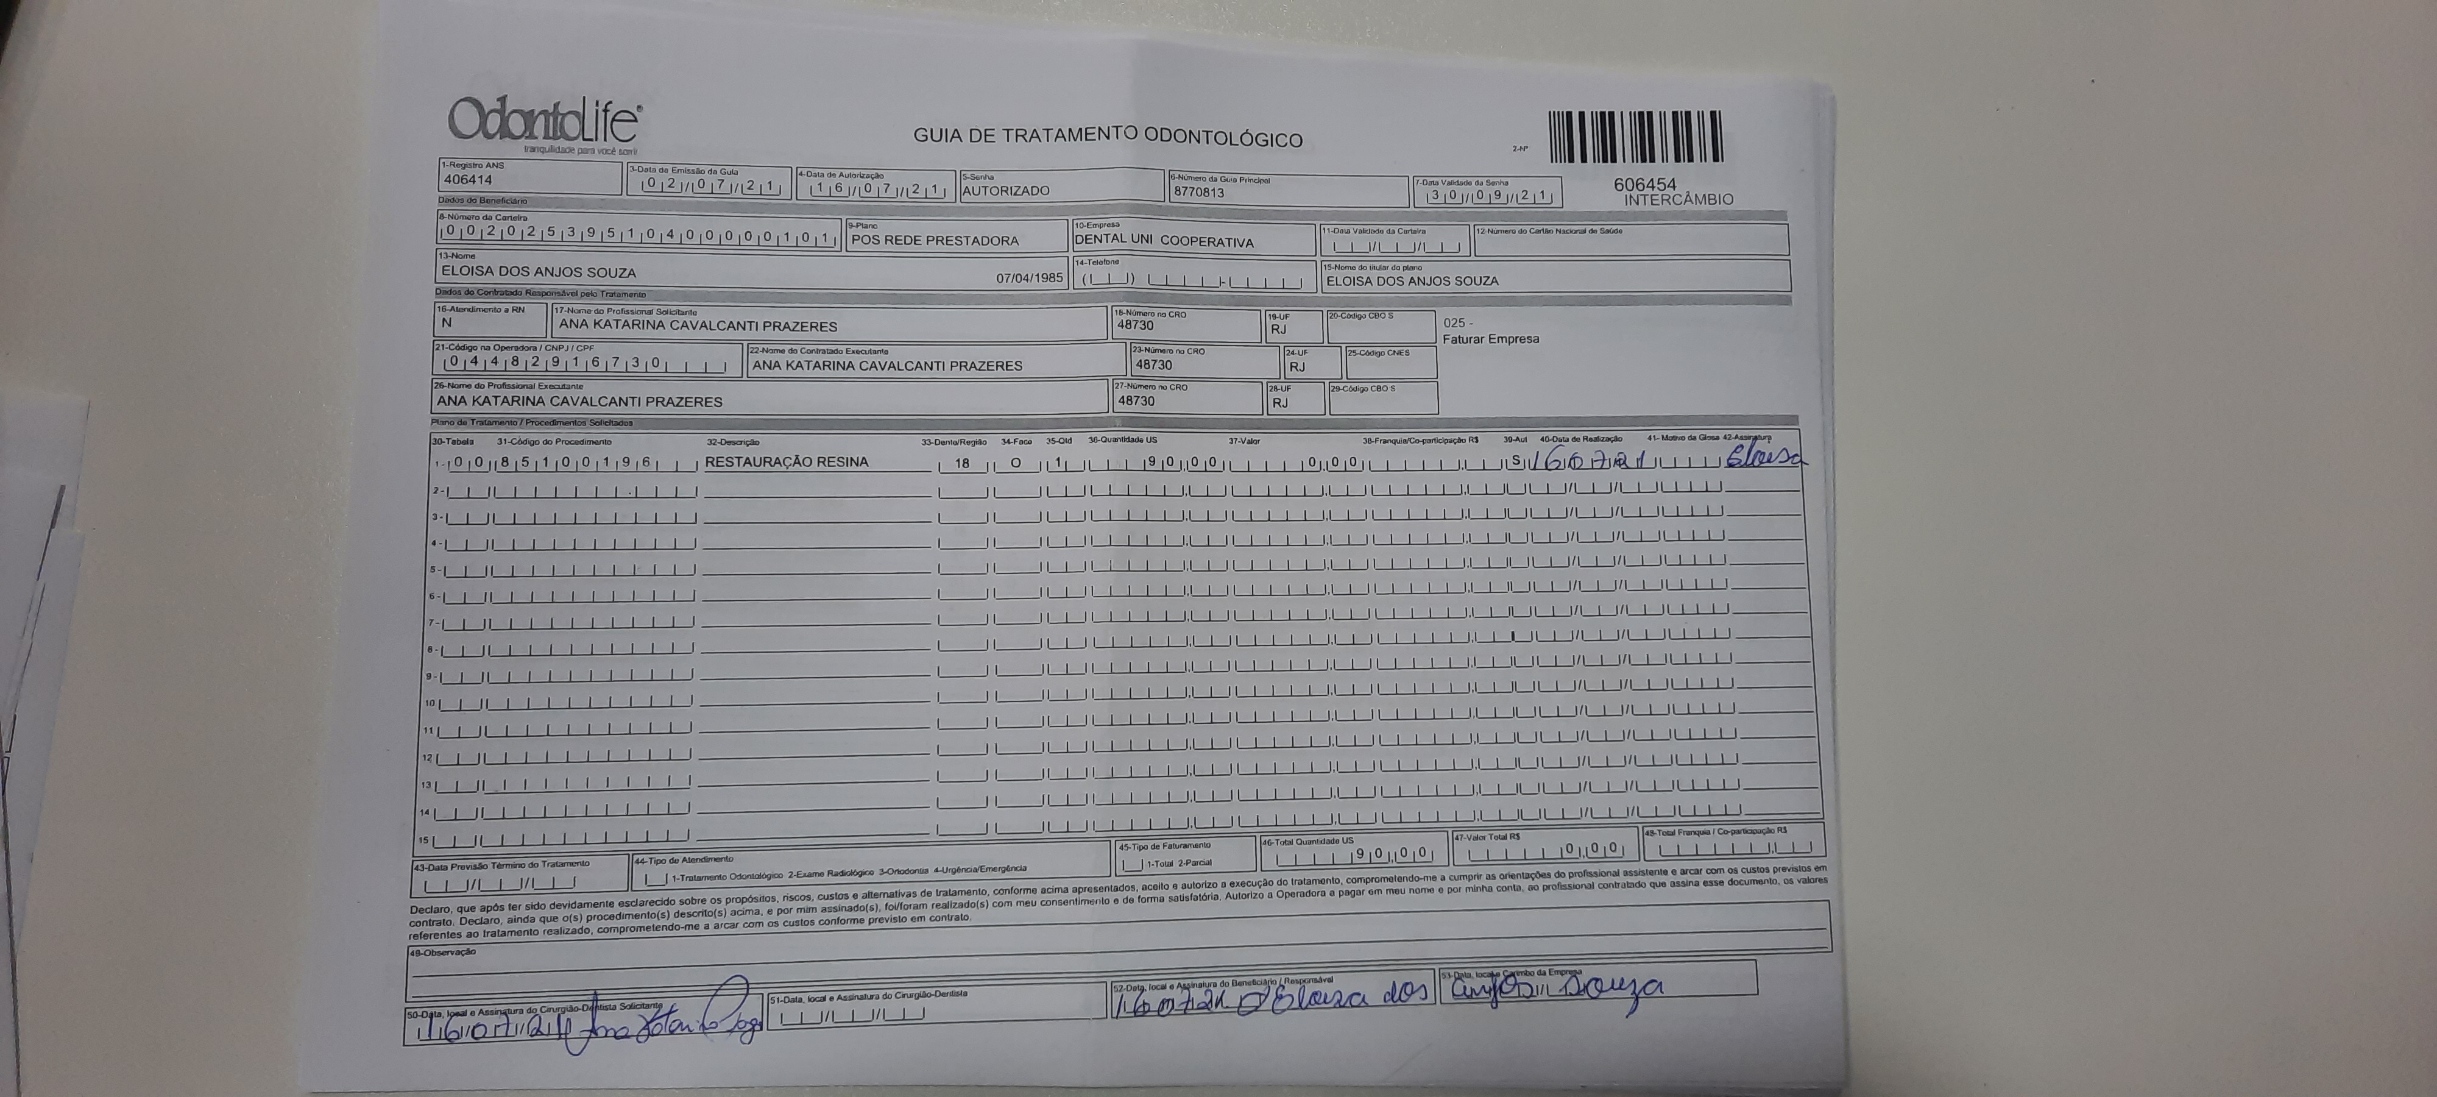 OdontoLife®
tranquilidade para você sorrir
GUIA DE TRATAMENTO ODONTOLÓGICO
2-Nº
606454
INTERCÂMBIO
1-Registro ANS
406414
3-Data de Emissão da Guia
02/07/21
4-Data de Autorização
16/07/21
5-Senha
AUTORIZADO
6-Número da Guia Principal
8770813
7-Data Validade da Senha
30/09/21
Dados do Beneficiário
8-Número da Carteira
00202539510400000101
9-Plano
POS REDE PRESTADORA
10-Empresa
DENTAL UNI COOPERATIVA
11-Data Validade da Carteira
12-Número do Cartão Nacional de Saúde
13-Nome
ELOISA DOS ANJOS SOUZA 07/04/1985
14-Telefone
15-Nome do titular do plano
ELOISA DOS ANJOS SOUZA
Dados do Contratado Responsável pelo Tratamento
16-Atendimento a RN
N
17-Nome do Profissional Solicitante
ANA KATARINA CAVALCANTI PRAZERES
18-Número no CRO
48730
19-UF
RJ
20-Código CBO S
025 -
Faturar Empresa
21-Código na Operadora / CNPJ / CPF
04482916730
22-Nome do Contratado Executante
ANA KATARINA CAVALCANTI PRAZERES
23-Número no CRO
48730
24-UF
RJ
25-Código CNES
26-Nome do Profissional Executante
ANA KATARINA CAVALCANTI PRAZERES
27-Número no CRO
48730
28-UF
RJ
29-Código CBO S
Plano de Tratamento / Procedimentos Solicitados
30-Tabela 31-Código do Procedimento 32-Descrição 33-Dente/Região 34-Face 35-Qtd 36-Quantidade US 37-Valor 38-Franquia/Co-participação R$ 39-Aut 40-Data de Realização 41- Motivo da Glosa 42-Assinatura
1- 00 85100196 RESTAURAÇÃO RESINA 18 O 1 90,00 0,00 S 16/07/21 Eloisa
2-
3-
4-
5-
6-
7-
8-
9-
10
11
12
13
14
15
43-Data Previsão Término do Tratamento
44-Tipo de Atendimento
1-Tratamento Odontológico 2-Exame Radiológico 3-Ortodontia 4-Urgência/Emergência
45-Tipo de Faturamento
1-Total 2-Parcial
46-Total Quantidade US
90,00
47-Valor Total R$
0,00
48-Total Franquia / Co-participação R$
Declaro, que após ter sido devidamente esclarecido sobre os propósitos, riscos, custos e alternativas de tratamento, conforme acima apresentados, aceito e autorizo a execução do tratamento, comprometendo-me a cumprir as orientações do profissional assistente e arcar com os custos previstos em
contrato. Declaro, ainda que o(s) procedimento(s) descrito(s) acima, e por mim assinado(s), foi/foram realizado(s) com meu consentimento e de forma satisfatória. Autorizo a Operadora a pagar em meu nome e por minha conta, ao profissional contratado que assina esse documento, os valores
referentes ao tratamento realizado, comprometendo-me a arcar com os custos conforme previsto em contrato.
49-Observação
50-Data, local e Assinatura do Cirurgião-Dentista Solicitante
16/07/21 Ana
51-Data, local e Assinatura do Cirurgião-Dentista
52-Data, local e Assinatura do Beneficiário / Responsável
16/07/21 Eloisa dos
53-Data, local e Carimbo da Empresa
Anjos Souza